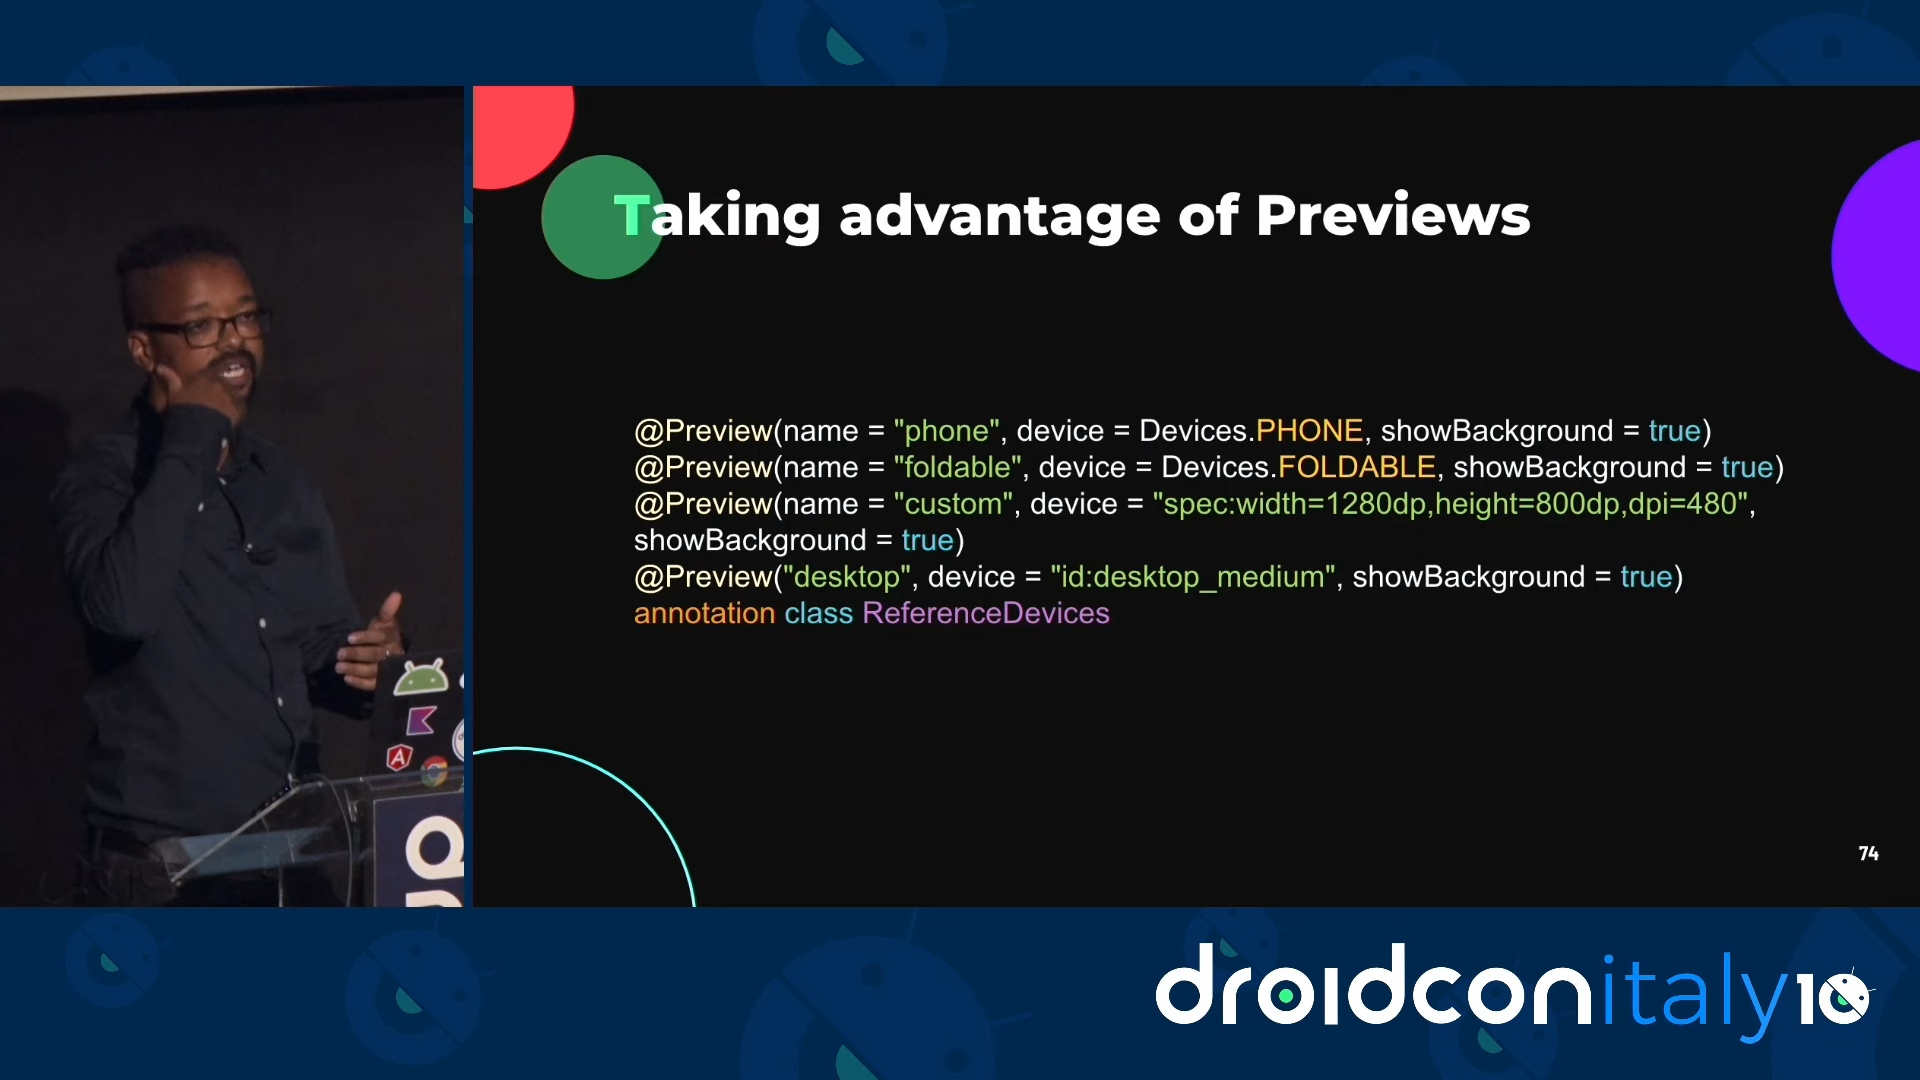 Taking advantage of Previews
@Preview(name = "phone", device = Devices.PHONE, showBackground = true)
@Preview(name = "foldable", device = Devices.FOLDABLE, showBackground = true)
@Preview(name = "custom", device = "spec:width=1280dp,height=800dp,dpi=480",
showBackground = true)
@Preview("desktop", device = "id:desktop_medium", showBackground = true)
annotation class ReferenceDevices
74
droidconitaly10